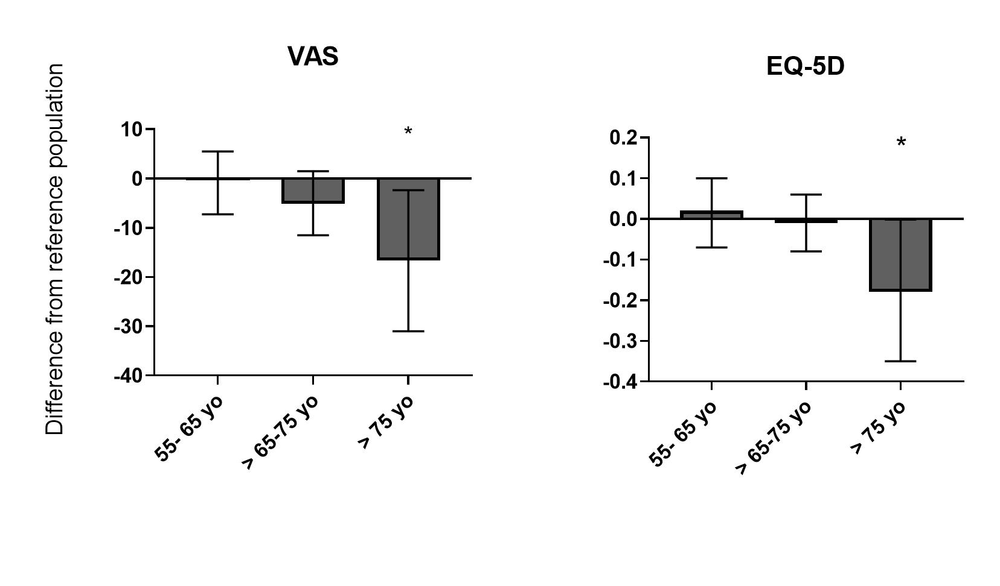 VAS
EQ-5D
Difference from reference population
10
0
-10
-20
-30
-40
55- 65 yo
> 65-75 yo
> 75 yo
*
0.2
0.1
0.0
-0.1
-0.2
-0.3
-0.4
55- 65 yo
> 65-75 yo
> 75 yo
*